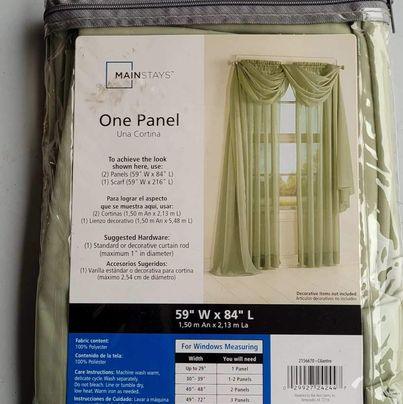 MAINSTAYS™
One Panel
Una Cortina
To achieve the look
shown here, use:
(2) Panels (59" W x 84" L)
(1) Scarf (59" W x 216" L)
Para lograr el aspecto
que se muestra aquí, usar:
(2) Cortinas (1,50 m An x 2,13 m L)
(1) Lienzo decorativo (1,50 m An x 5,48 m L)
Suggested Hardware:
(1) Standard or decorative curtain rod
(maximum 1" in diameter)
Accesorios Sugeridos:
(1) Varilla estándar o decorativa para cortina
(máximo 2,54 cm de diámetro)
Decorative items not included
Artículos decorativos no incluidos
59" W x 84" L
1,50 m An x 2,13 m La
Fabric content:
100% Polyester
Contenido de la tela:
100% Poliéster
Care Instructions: Machine wash warm,
delicate cycle. Wash separately.
Do not bleach. Line or tumble dry,
low heat. Warm iron as needed.
Instrucciones de Cuidado: Lavar a máquina
For Windows Measuring
Width You will need
Up to 29" 1 Panel
30" -39" 1-2 Panels
40" -48" 2 Panels
49" -72" 3 Panels